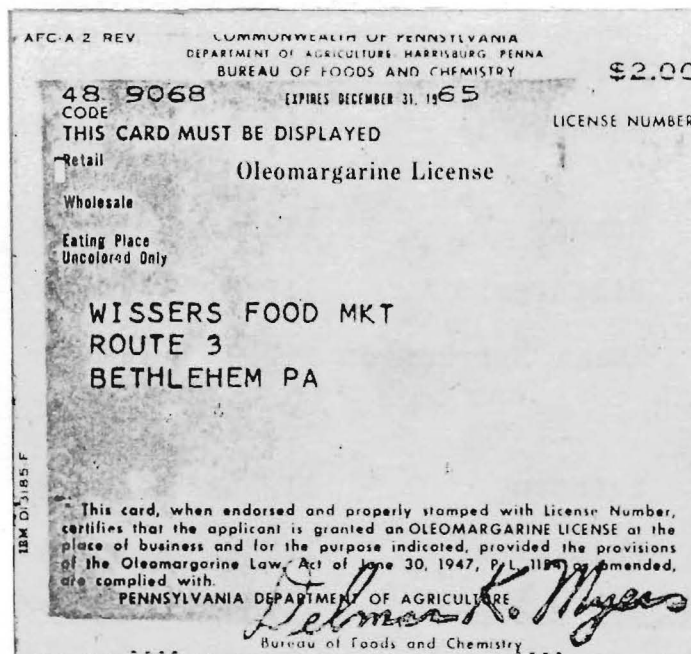 AFC-A 2 REV
COMMONWEALTH OF PENNSYLVANIA
DEPARTMENT OF AGRICULTURE HARRISBURG, PENNA
BUREAU OF FOODS AND CHEMISTRY
$2.00
48 9068
EXPIRES DECEMBER 31, 1965
CODE
LICENSE NUMBER
THIS CARD MUST BE DISPLAYED
Retail
Oleomargarine License
Wholesale
Eating Place
Uncolored Only
WISSERS FOOD MKT
ROUTE 3
BETHLEHEM PA
This card, when endorsed and properly stamped with License Number,
certifies that the applicant is granted an OLEOMARGARINE LICENSE at the
place of business and for the purpose indicated, provided the provisions
of the Oleomargarine Law, Act of June 30, 1947, P.L. as amended,
are complied with.
PENNSYLVANIA DEPARTMENT OF AGRICULTURE
Delmar K. Myers
Bureau of Foods and Chemistry